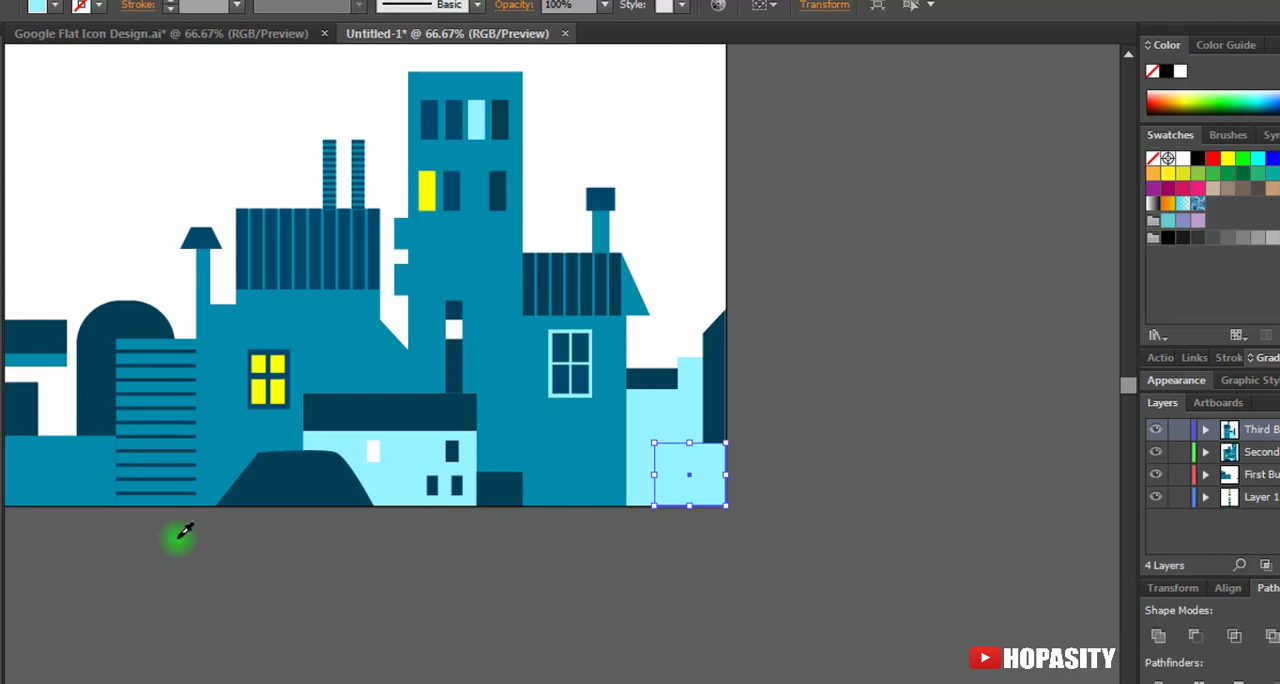 Stroke: Basic Opacity: 100% Style: Transform
Google Flat Icon Design.ai* @ 66.67% (RGB/Preview) × Untitled-1* @ 66.67% (RGB/Preview) ×
Color Color Guide
Swatches Brushes Sy
Actio Links Strok Grad
Appearance Graphic Sty
Layers Artboards
Third B
Second
First Bu
Layer 1
4 Layers
Transform Align Path
Shape Modes:
Pathfinders:
HOPASITY